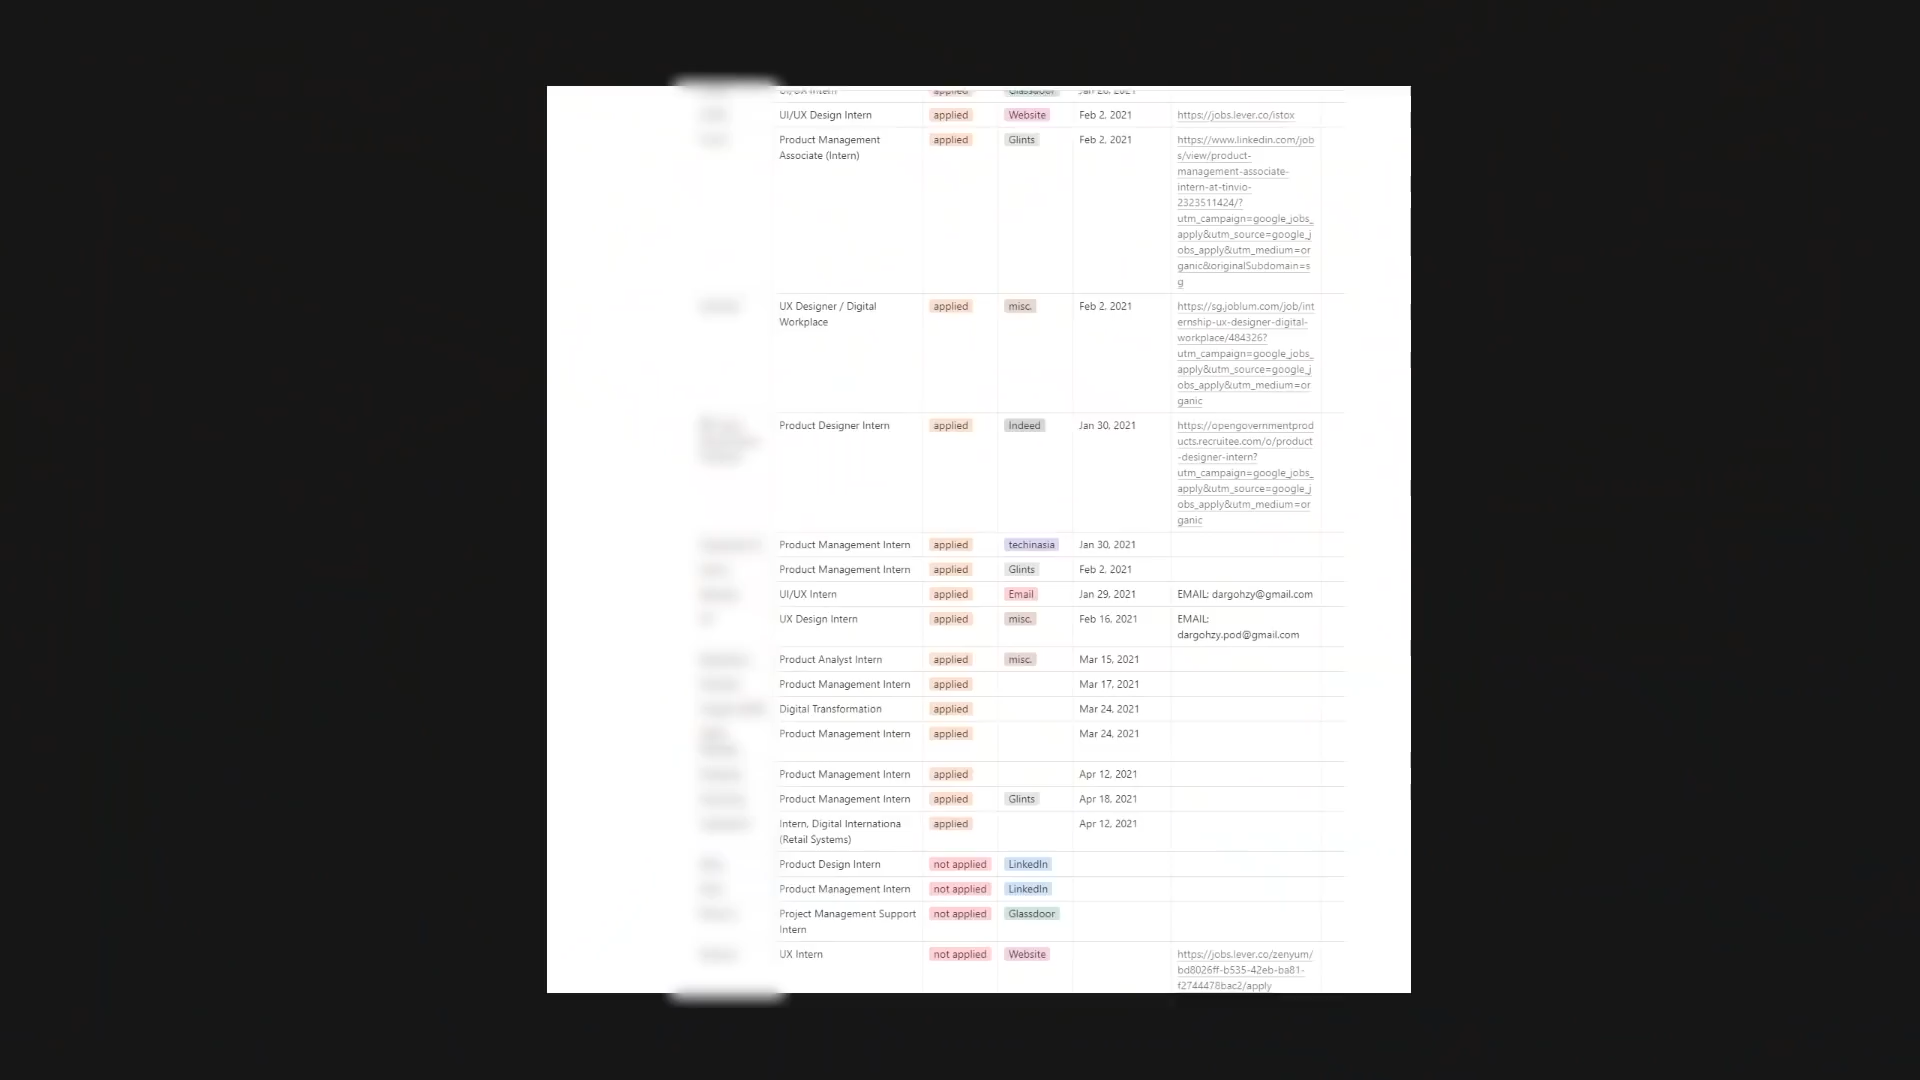 UI/UX Intern applied Glassdoor Jan 28, 2021
UI/UX Design Intern applied Website Feb 2, 2021 https://jobs.lever.co/istox
Product Management applied Glints Feb 2, 2021 https://www.linkedin.com/job
Associate (Intern) s/view/product-
management-associate-
intern-at-tinvio-
2323511424/?
utm_campaign=google_jobs_
apply&utm_source=google_j
obs_apply&utm_medium=or
ganic&originalSubdomain=s
g
UX Designer / Digital applied misc. Feb 2, 2021 https://sg.joblum.com/job/int
Workplace ernship-ux-designer-digital-
workplace/484326?
utm_campaign=google_jobs_
apply&utm_source=google_j
obs_apply&utm_medium=or
ganic
Product Designer Intern applied Indeed Jan 30, 2021 https://opengovernmentprod
ucts.recruitee.com/o/product
-designer-intern?
utm_campaign=google_jobs_
apply&utm_source=google_j
obs_apply&utm_medium=or
ganic
Product Management Intern applied techinasia Jan 30, 2021
Product Management Intern applied Glints Feb 2, 2021
UI/UX Intern applied Email Jan 29, 2021 EMAIL: dargohzy@gmail.com
UX Design Intern applied misc. Feb 16, 2021 EMAIL:
dargohzy.pod@gmail.com
Product Analyst Intern applied misc. Mar 15, 2021
Product Management Intern applied Mar 17, 2021
Digital Transformation applied Mar 24, 2021
Product Management Intern applied Mar 24, 2021
Product Management Intern applied Apr 12, 2021
Product Management Intern applied Glints Apr 18, 2021
Intern, Digital Internationa applied Apr 12, 2021
(Retail Systems)
Product Design Intern not applied LinkedIn
Product Management Intern not applied LinkedIn
Project Management Support not applied Glassdoor
Intern
UX Intern not applied Website https://jobs.lever.co/zenyum/
bd8026ff-b535-42eb-ba81-
f2744478bac2/apply